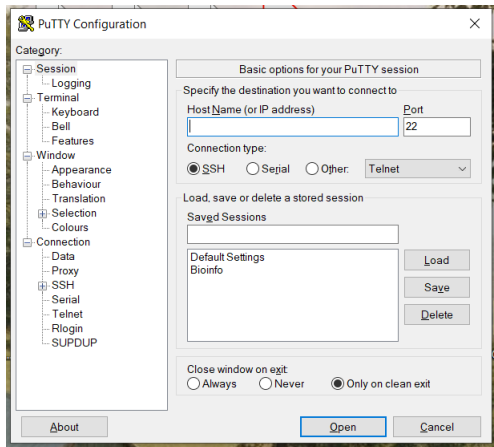 PuTTY Configuration
Category:
Session
Logging
Terminal
Keyboard
Bell
Features
Window
Appearance
Behaviour
Translation
Selection
Colours
Connection
Data
Proxy
SSH
Serial
Telnet
Rlogin
SUPDUP
Basic options for your PuTTY session
Specify the destination you want to connect to
Host Name (or IP address) Port
22
Connection type:
SSH Serial Other: Telnet
Load, save or delete a stored session
Saved Sessions
Default Settings
Bioinfo
Load
Save
Delete
Close window on exit:
Always Never Only on clean exit
About Open Cancel